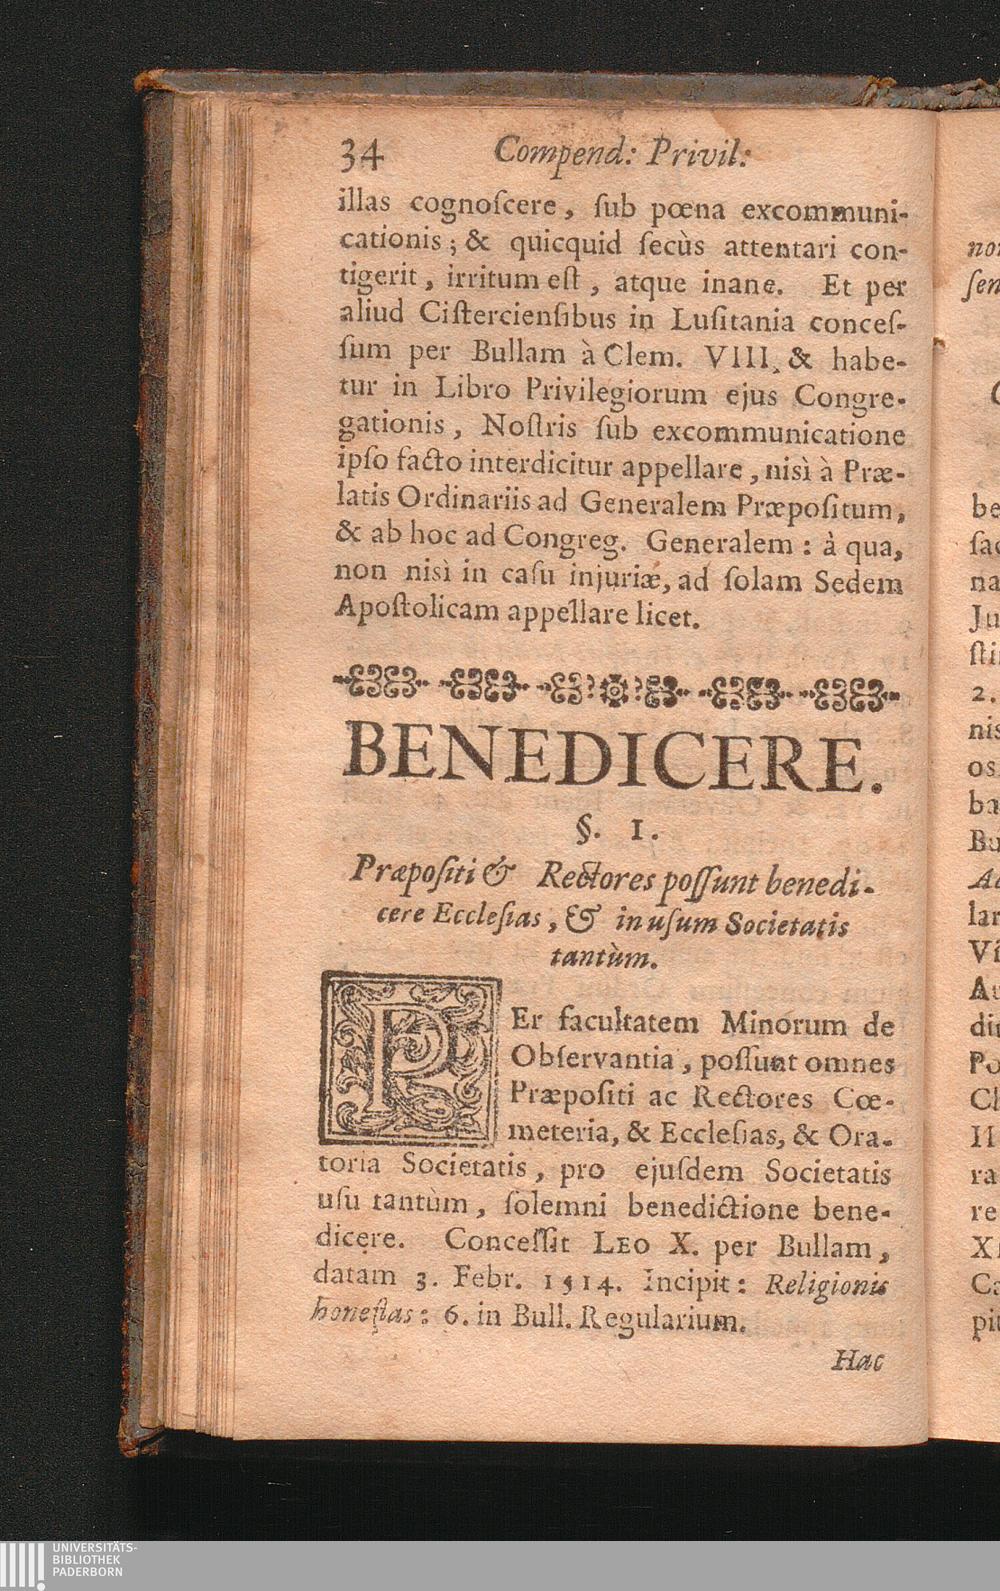 34 Compend: Privil:
illas cognoſcere, ſub pœna excommuni-
cationis; & quicquid ſecùs attentari con-
tigerit, irritum eſt, atque inane. Et per
aliud Ciſtercienſibus in Luſitania conceſ-
ſum per Bullam à Clem. VIII, & habe-
tur in Libro Privilegiorum ejus Congre-
gationis, Noſtris ſub excommunicatione
ipſo facto interdicitur appellare, nisì à Præ-
latis Ordinariis ad Generalem Præpoſitum,
& ab hoc ad Congreg. Generalem: à qua,
non nisì in caſu injuriæ, ad ſolam Sedem
Apoſtolicam appellare licet.
BENEDICERE.
§. 1.
Præpoſiti & Rectores poſſunt benedi-
cere Eccleſias, & in uſum Societatis
tantùm.
PEr facultatem Minorum de
Obſervantia, poſſunt omnes
Præpoſiti ac Rectores Cœ-
meteria, & Eccleſias, & Ora-
toria Societatis, pro ejuſdem Societatis
uſu tantùm, ſolemni benedictione bene-
dicere. Conceſſit LEO X. per Bullam,
datam 3. Febr. 1514. Incipit: Religionis
honeſtas: 6. in Bull. Regularium.
Hac
UNIVERSITÄTS-
BIBLIOTHEK
PADERBORN